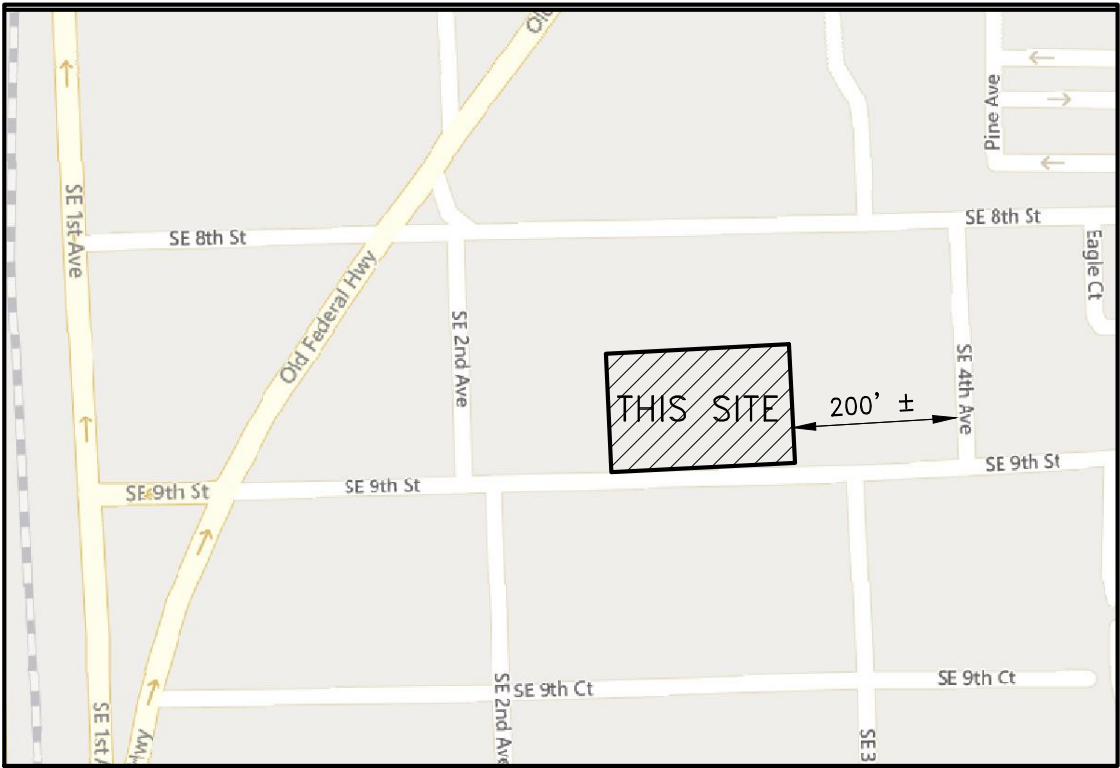 Old
Pine Ave
SE 1st Ave
SE 8th St
SE 8th St
Eagle Ct
Old Federal Hwy
SE 2nd Ave
SE 4th Ave
THIS SITE
200' ±
SE 9th St
SE 9th St
SE 9th St
SE 9th Ct
SE 9th Ct
SE 2nd Ave
SE 1st A
Hwy
SE 3